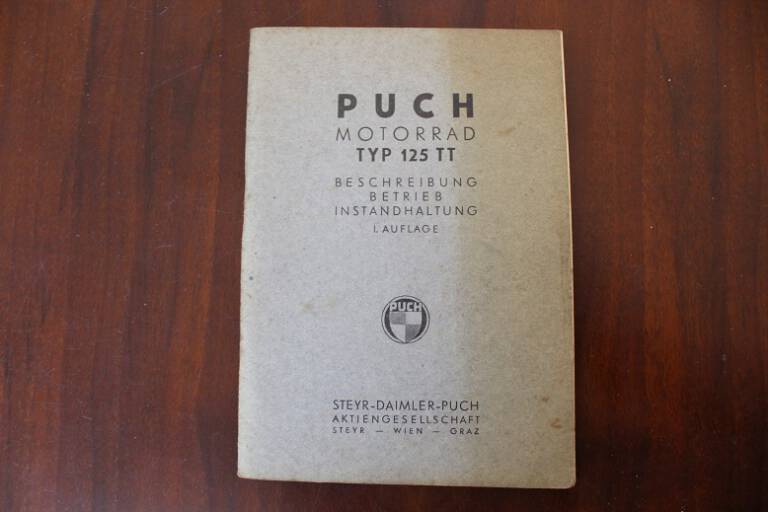 PUCH
MOTORRAD
TYP 125 TT
BESCHREIBUNG
BETRIEB
INSTANDHALTUNG
I. AUFLAGE
PUCH
STEYR-DAIMLER-PUCH
AKTIENGESELLSCHAFT
STEYR — WIEN — GRAZ